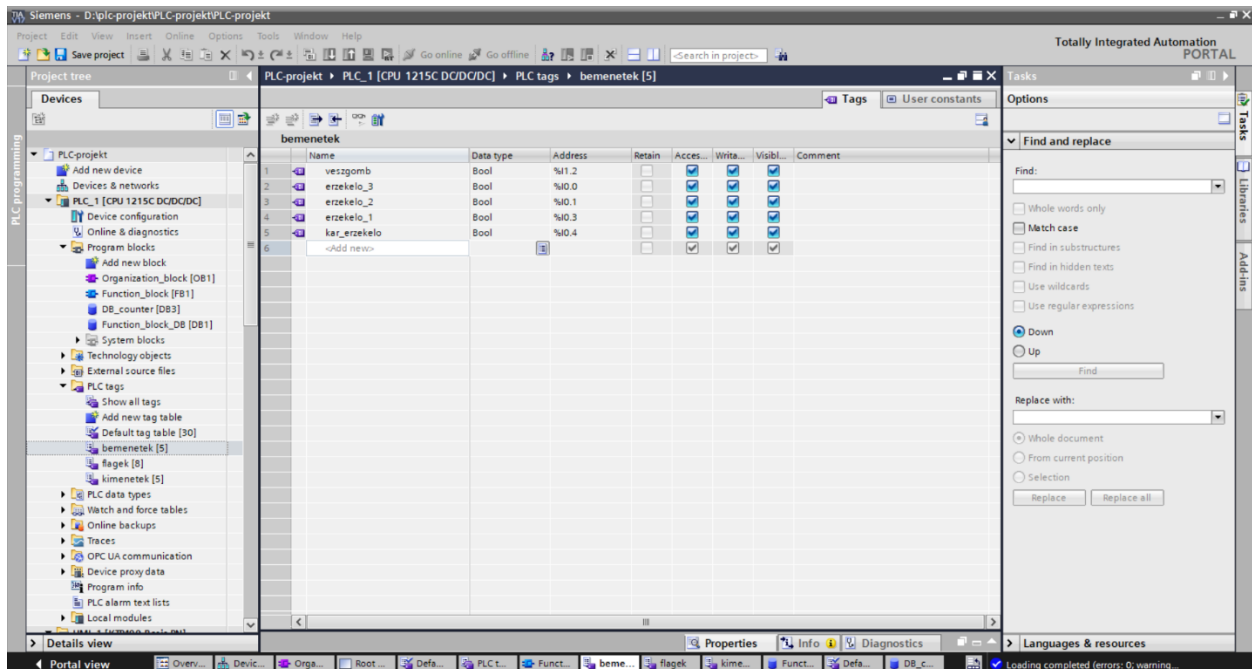 Siemens - D:\plc-projekt\PLC-projekt\PLC-projekt
Project Edit View Insert Online Options Tools Window Help
Save project
Go online Go offline
<Search in project>
Totally Integrated Automation
PORTAL
Project tree
Devices
PLC programming
PLC-projekt
Add new device
Devices & networks
PLC_1 [CPU 1215C DC/DC/DC]
Device configuration
Online & diagnostics
Program blocks
Add new block
Organization_block [OB1]
Function_block [FB1]
DB_counter [DB3]
Function_block_DB [DB1]
System blocks
Technology objects
External source files
PLC tags
Show all tags
Add new tag table
Default tag table [30]
bemenetek [5]
flagek [8]
kimenetek [5]
PLC data types
Watch and force tables
Online backups
Traces
OPC UA communication
Device proxy data
Program info
PLC alarm text lists
Local modules
Details view
PLC-projekt PLC_1 [CPU 1215C DC/DC/DC] PLC tags bemenetek [5]
Tags User constants
bemenetek
Name Data type Address Retain Acces... Writa... Visibl... Comment
1 veszgomb Bool %I1.2
2 erzekelo_3 Bool %I0.0
3 erzekelo_2 Bool %I0.1
4 erzekelo_1 Bool %I0.3
5 kar_erzekelo Bool %I0.4
6 <Add new>
Properties Info Diagnostics
Tasks
Options
Find and replace
Find:
Whole words only
Match case
Find in substructures
Find in hidden texts
Use wildcards
Use regular expressions
Down
Up
Find
Replace with:
Whole document
From current position
Selection
Replace Replace all
Languages & resources
Tasks
Libraries
Add-ins
Portal view Overv... Devic... Orga... Root ... Defa... PLC t... Funct... beme... flagek kime... Funct... Defa... DB_c...
Loading completed (errors: 0; warning...